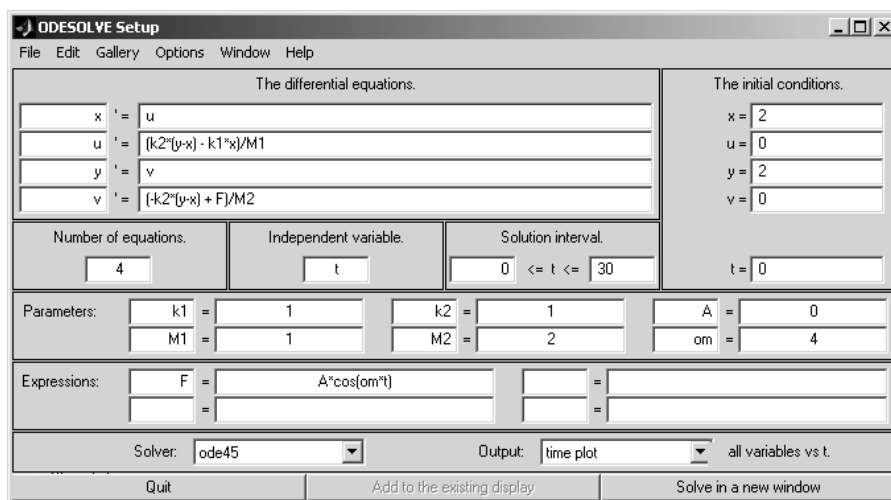 ODESOLVE Setup
File Edit Gallery Options Window Help
The differential equations.
x ' = u
u ' = (k2*(y-x) - k1*x)/M1
y ' = v
v ' = (-k2*(y-x) + F)/M2
The initial conditions.
x = 2
u = 0
y = 2
v = 0
t = 0
Number of equations.
4
Independent variable.
t
Solution interval.
0 <= t <= 30
Parameters: k1 = 1 k2 = 1 A = 0
M1 = 1 M2 = 2 om = 4
Expressions: F = A*cos(om*t) =
= =
Solver: ode45 Output: time plot all variables vs t.
Quit Add to the existing display Solve in a new window